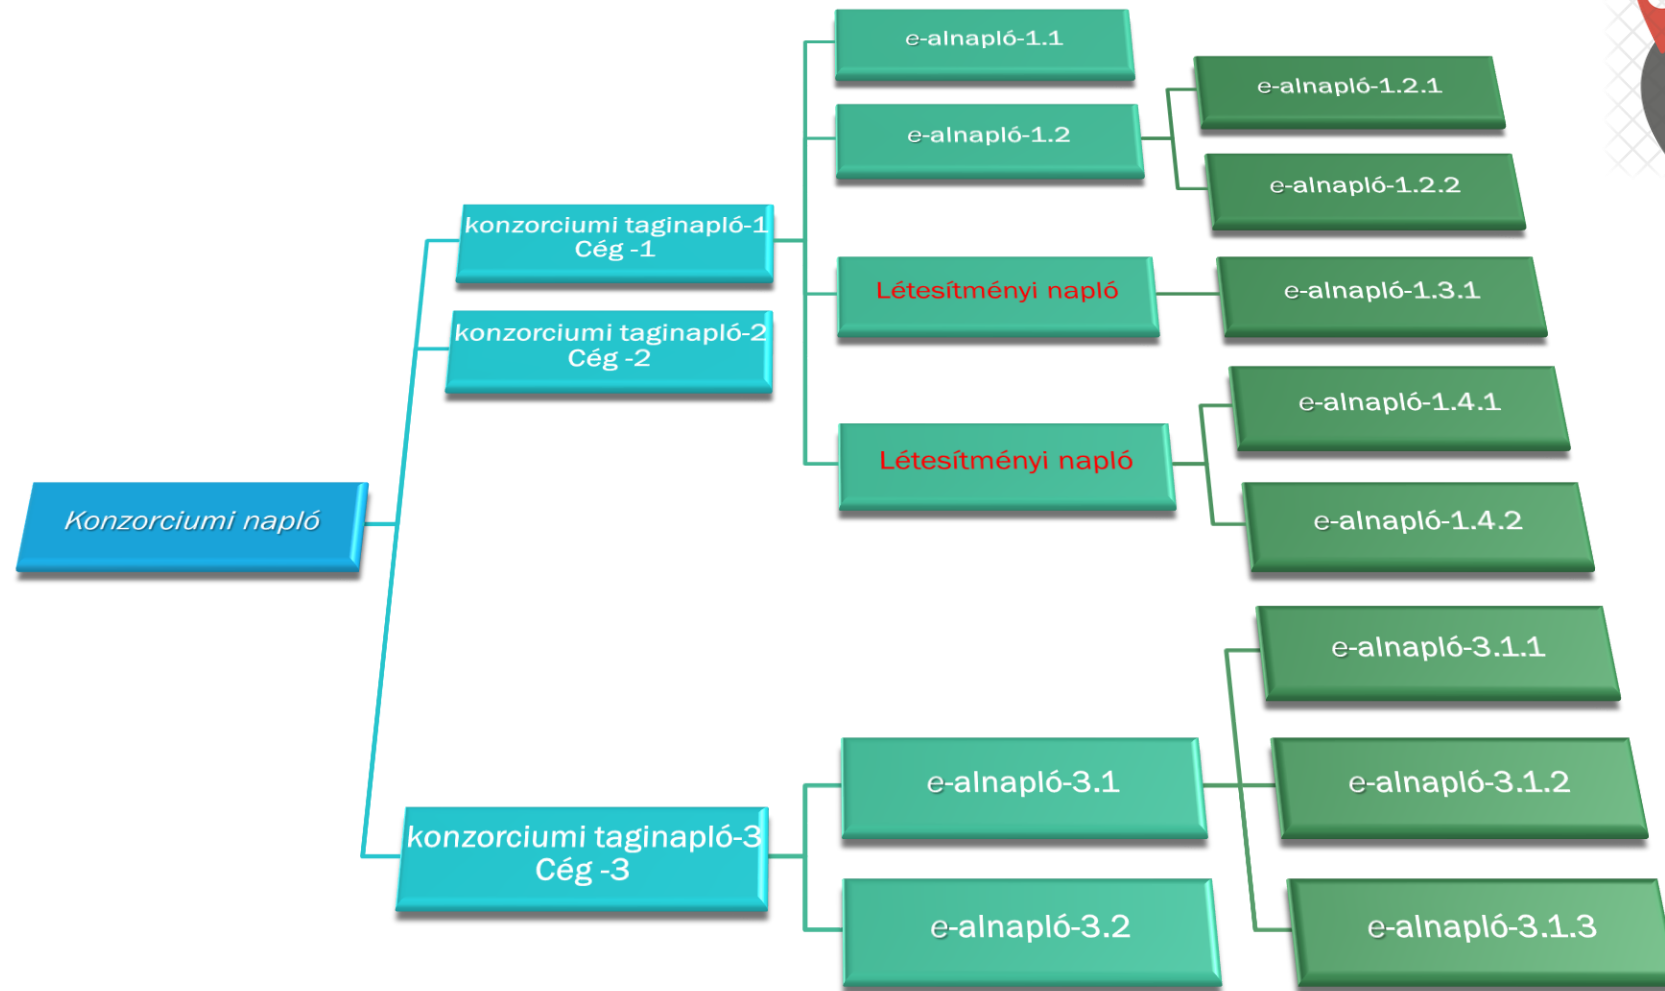 Konzorciumi napló
konzorciumi taginapló-1
Cég -1
e-alnapló-1.1
e-alnapló-1.2
e-alnapló-1.2.1
e-alnapló-1.2.2
Létesítményi napló
e-alnapló-1.3.1
Létesítményi napló
e-alnapló-1.4.1
e-alnapló-1.4.2
konzorciumi taginapló-2
Cég -2
konzorciumi taginapló-3
Cég -3
e-alnapló-3.1
e-alnapló-3.1.1
e-alnapló-3.1.2
e-alnapló-3.1.3
e-alnapló-3.2